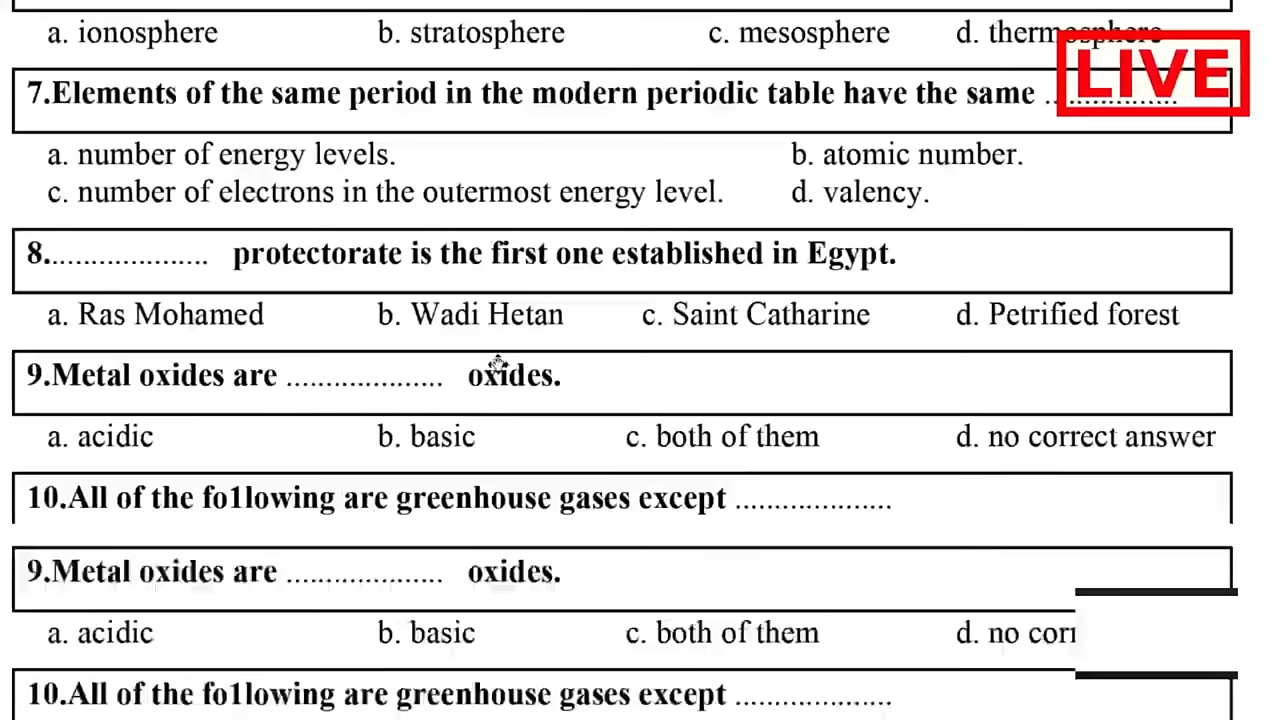 a. ionosphere b. stratosphere c. mesosphere d. thermosphere
LIVE
7.Elements of the same period in the modern periodic table have the same .................
a. number of energy levels. b. atomic number.
c. number of electrons in the outermost energy level. d. valency.
8..................... protectorate is the first one established in Egypt.
a. Ras Mohamed b. Wadi Hetan c. Saint Catharine d. Petrified forest
9.Metal oxides are .................... oxides.
a. acidic b. basic c. both of them d. no correct answer
10.All of the fo1lowing are greenhouse gases except ....................
9.Metal oxides are .................... oxides.
a. acidic b. basic c. both of them d. no corr
10.All of the fo1lowing are greenhouse gases except ....................